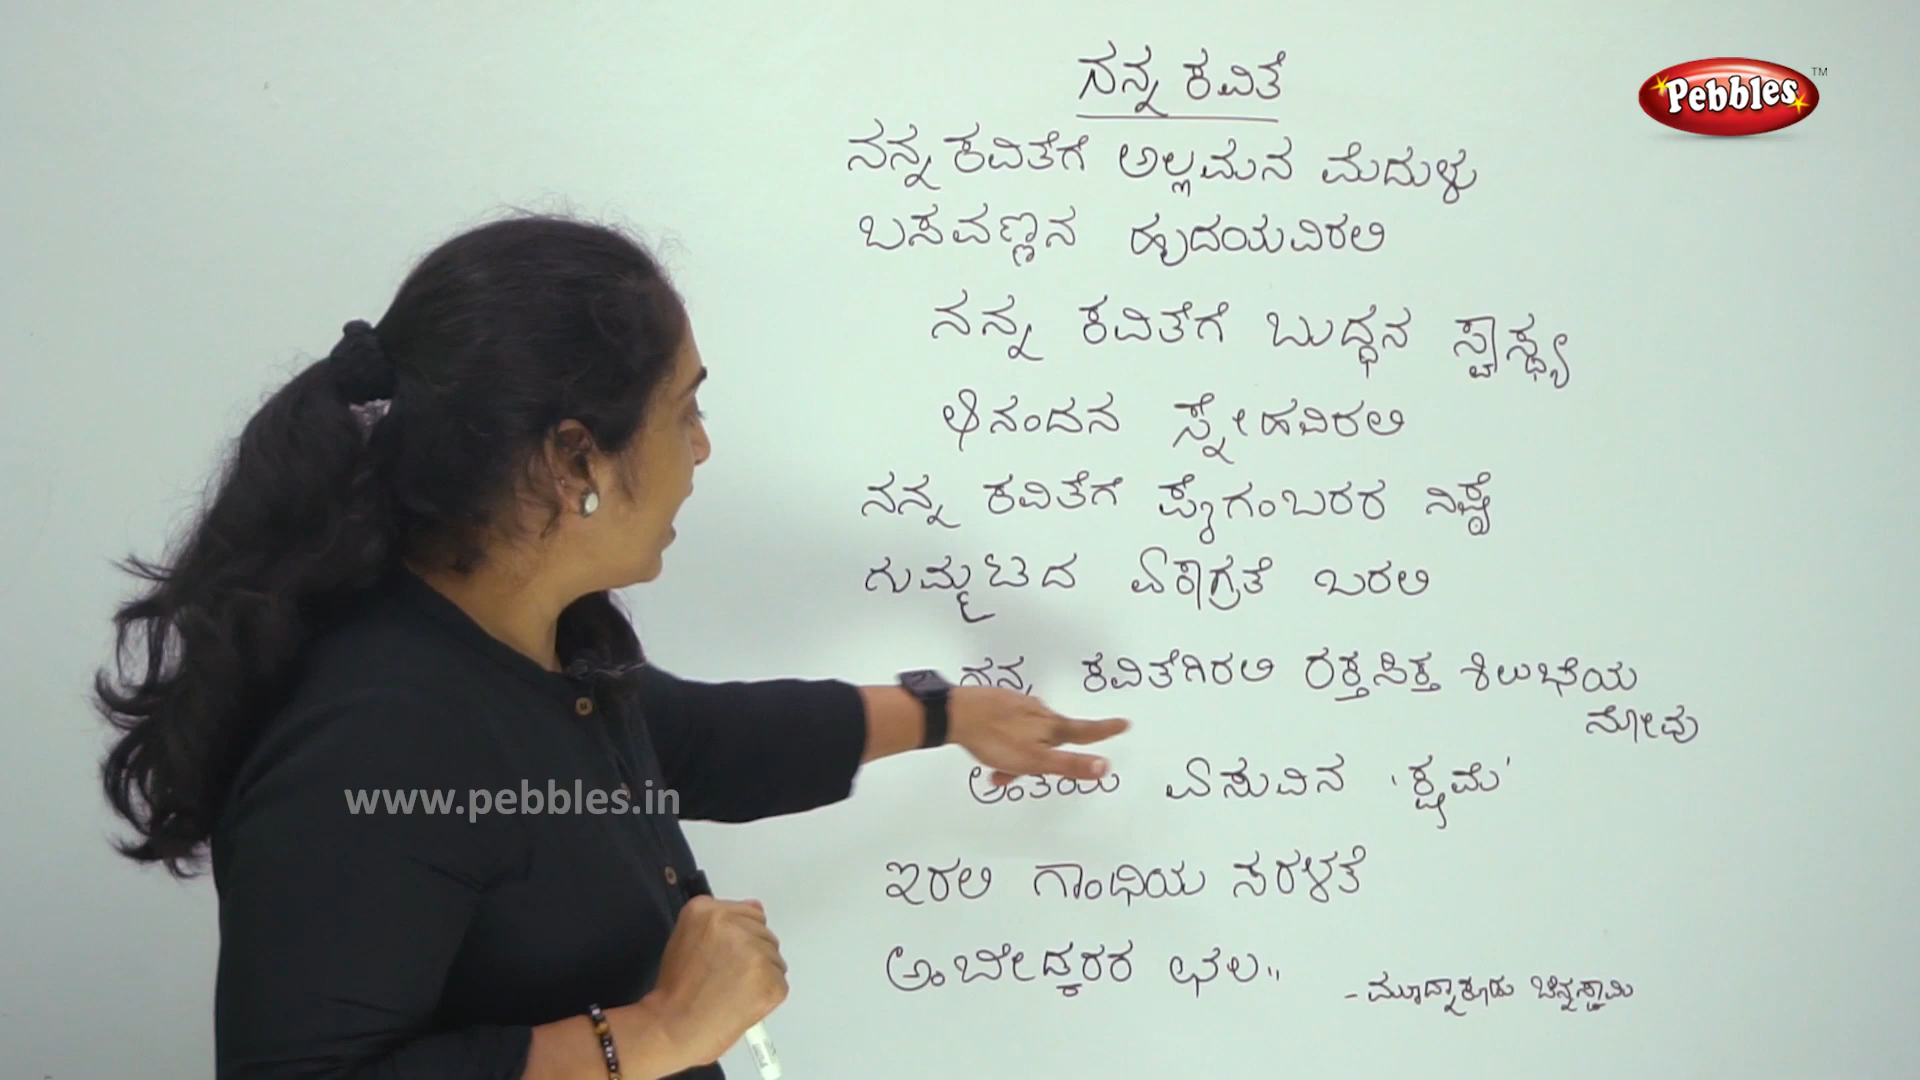 ನನ್ನ ಕವಿತೆ
Pebbles TM
ನನ್ನ ಕವಿತೆಗೆ ಅಲ್ಲಮನ ಮೆದುಳು
ಬಸವಣ್ಣನ ಹೃದಯವಿರಲಿ
ನನ್ನ ಕವಿತೆಗೆ ಬುದ್ಧನ ಸ್ವಾಸ್ಥ್ಯ
ಆನಂದನ ಸ್ನೇಹವಿರಲಿ
ನನ್ನ ಕವಿತೆಗೆ ಪೈಗಂಬರರ ನಿಷ್ಠೆ
ಗುಮ್ಮಟದ ಏಕಾಗ್ರತೆ ಬರಲಿ
ನನ್ನ ಕವಿತೆಗಿರಲಿ ರಕ್ತಸಿಕ್ತ ಶಿಲುಭೆಯ
ನೋವು
ಅಂತೆಯೆ ಏಸುವಿನ 'ಕ್ಷಮೆ'
www.pebbles.in
ಇರಲಿ ಗಾಂಧಿಯ ಸರಳತೆ
ಅಂಬೇಡ್ಕರರ ಛಲ"
- ಮೂಡ್ನಾಕೂಡು ಚಿನ್ನಸ್ವಾಮಿ